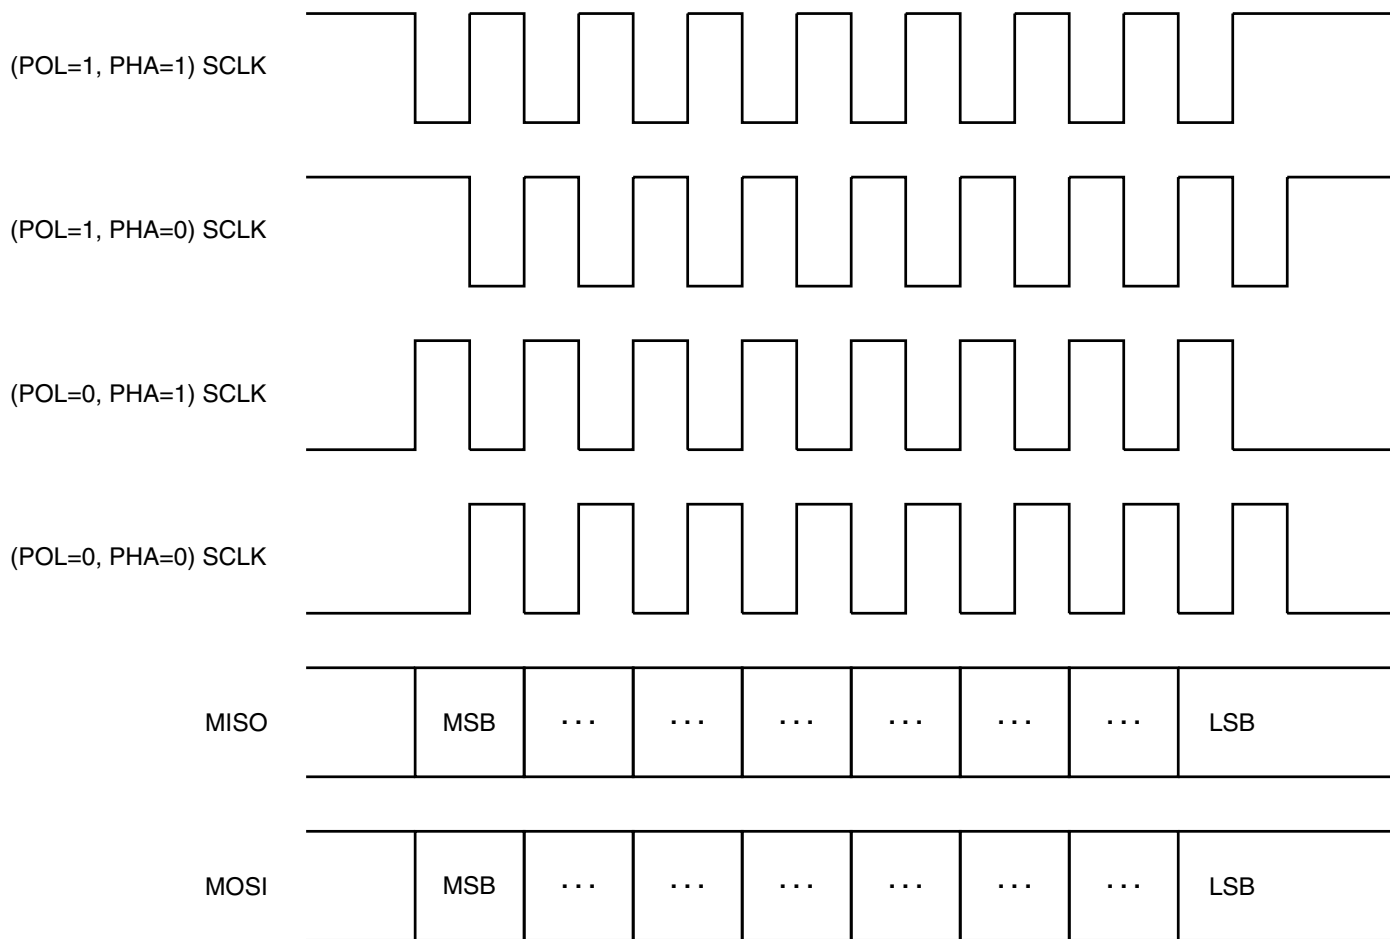 (POL=1, PHA=1) SCLK
(POL=1, PHA=0) SCLK
(POL=0, PHA=1) SCLK
(POL=0, PHA=0) SCLK
MISO MSB ... ... ... ... ... ... LSB
MOSI MSB ... ... ... ... ... ... LSB